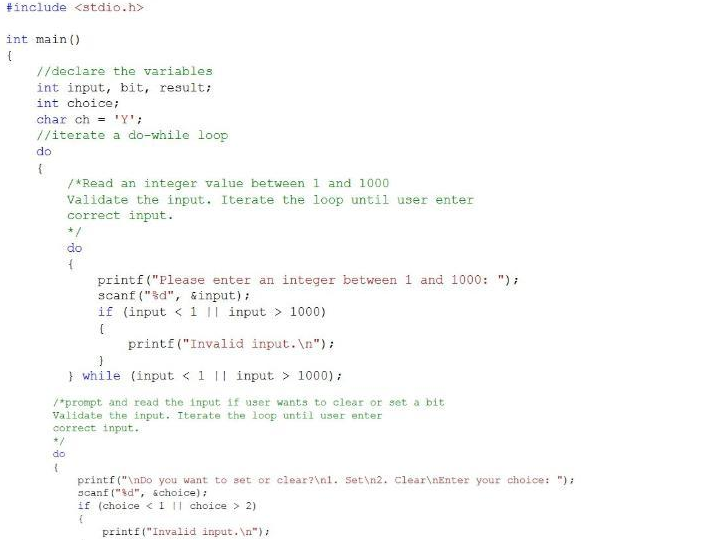 #include <stdio.h>
int main()
{
//declare the variables
int input, bit, result;
int choice;
char ch = 'Y';
//iterate a do-while loop
do
{
/*Read an integer value between 1 and 1000
Validate the input. Iterate the loop until user enter
correct input.
*/
do
{
printf("Please enter an integer between 1 and 1000: ");
scanf("%d", &input);
if (input < 1 || input > 1000)
{
printf("Invalid input.\n");
}
} while (input < 1 || input > 1000);
/*prompt and read the input if user wants to clear or set a bit
Validate the input. Iterate the loop until user enter
correct input.
*/
do
{
printf("\nDo you want to set or clear?\n1. Set\n2. Clear\nEnter your choice: ");
scanf("%d", &choice);
if (choice < 1 || choice > 2)
{
printf("Invalid input.\n");